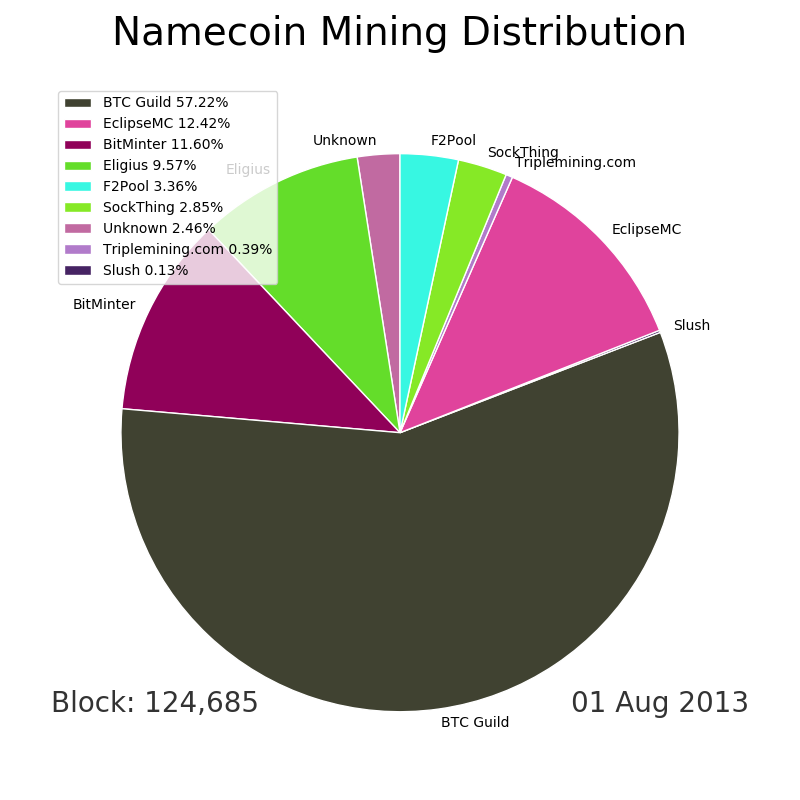 Namecoin Mining Distribution
BTC Guild 57.22%
EclipseMC 12.42%
BitMinter 11.60%
Eligius 9.57%
F2Pool 3.36%
SockThing 2.85%
Unknown 2.46%
Triplemining.com 0.39%
Slush 0.13%
Unknown
F2Pool
SockThing
Triplemining.com
Eligius
EclipseMC
BitMinter
Slush
Block: 124,685
01 Aug 2013
BTC Guild